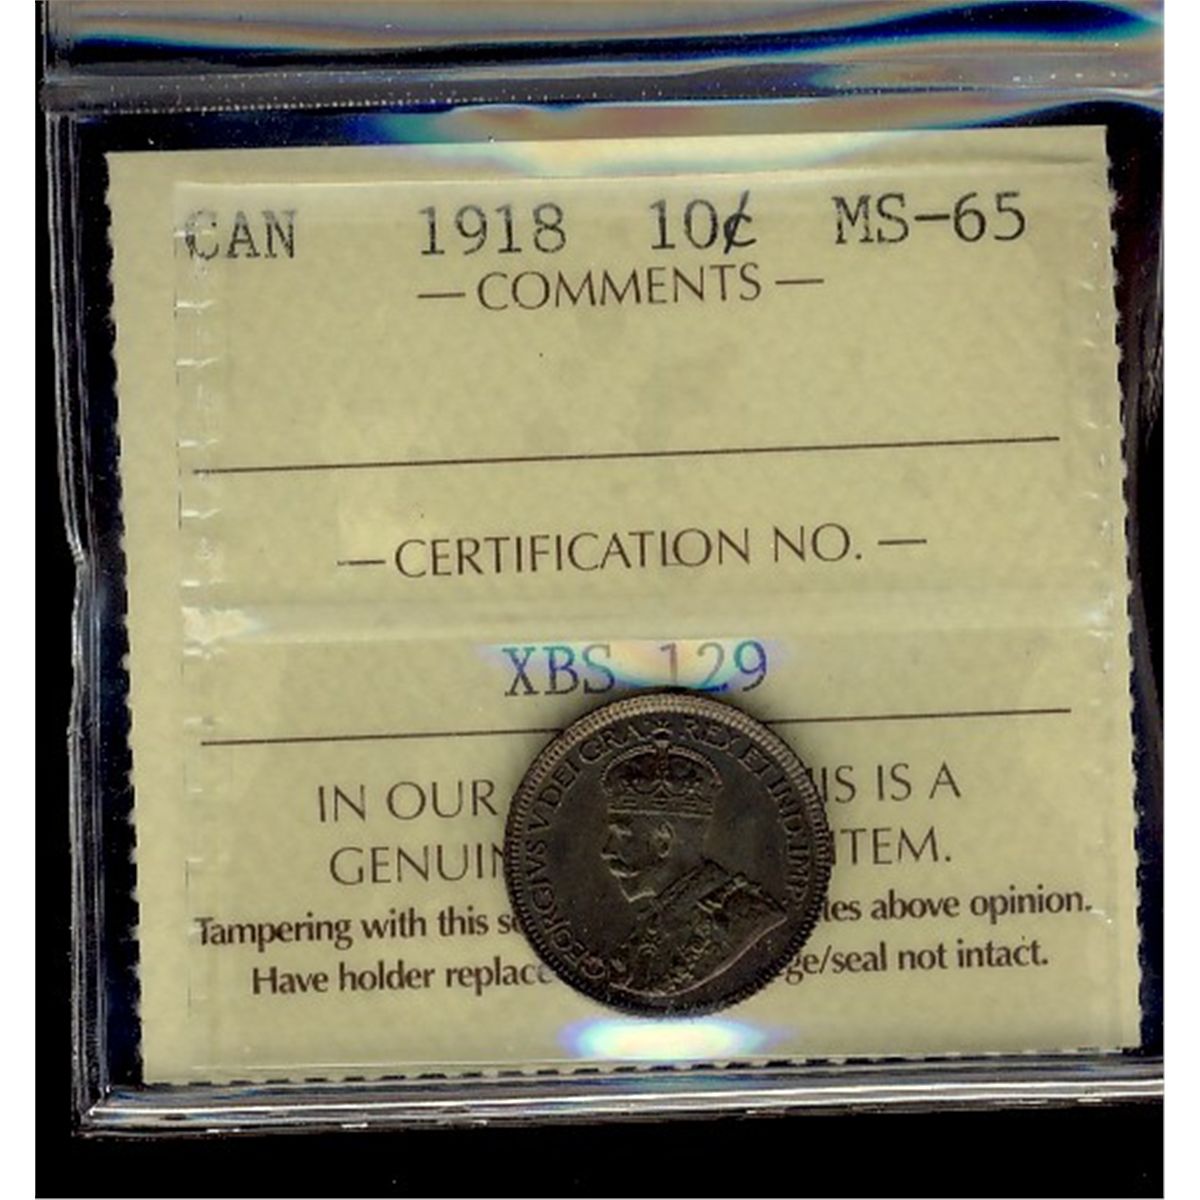 CAN 1918 10¢ MS-65
— COMMENTS —
— CERTIFICATION NO. —
XBS 129
GEORGIVS V DEI GRA REX ET IND:IMP:
IN OUR IS IS A
GENUIN ITEM.
Tampering with this se tes above opinion.
Have holder replace ge/seal not intact.